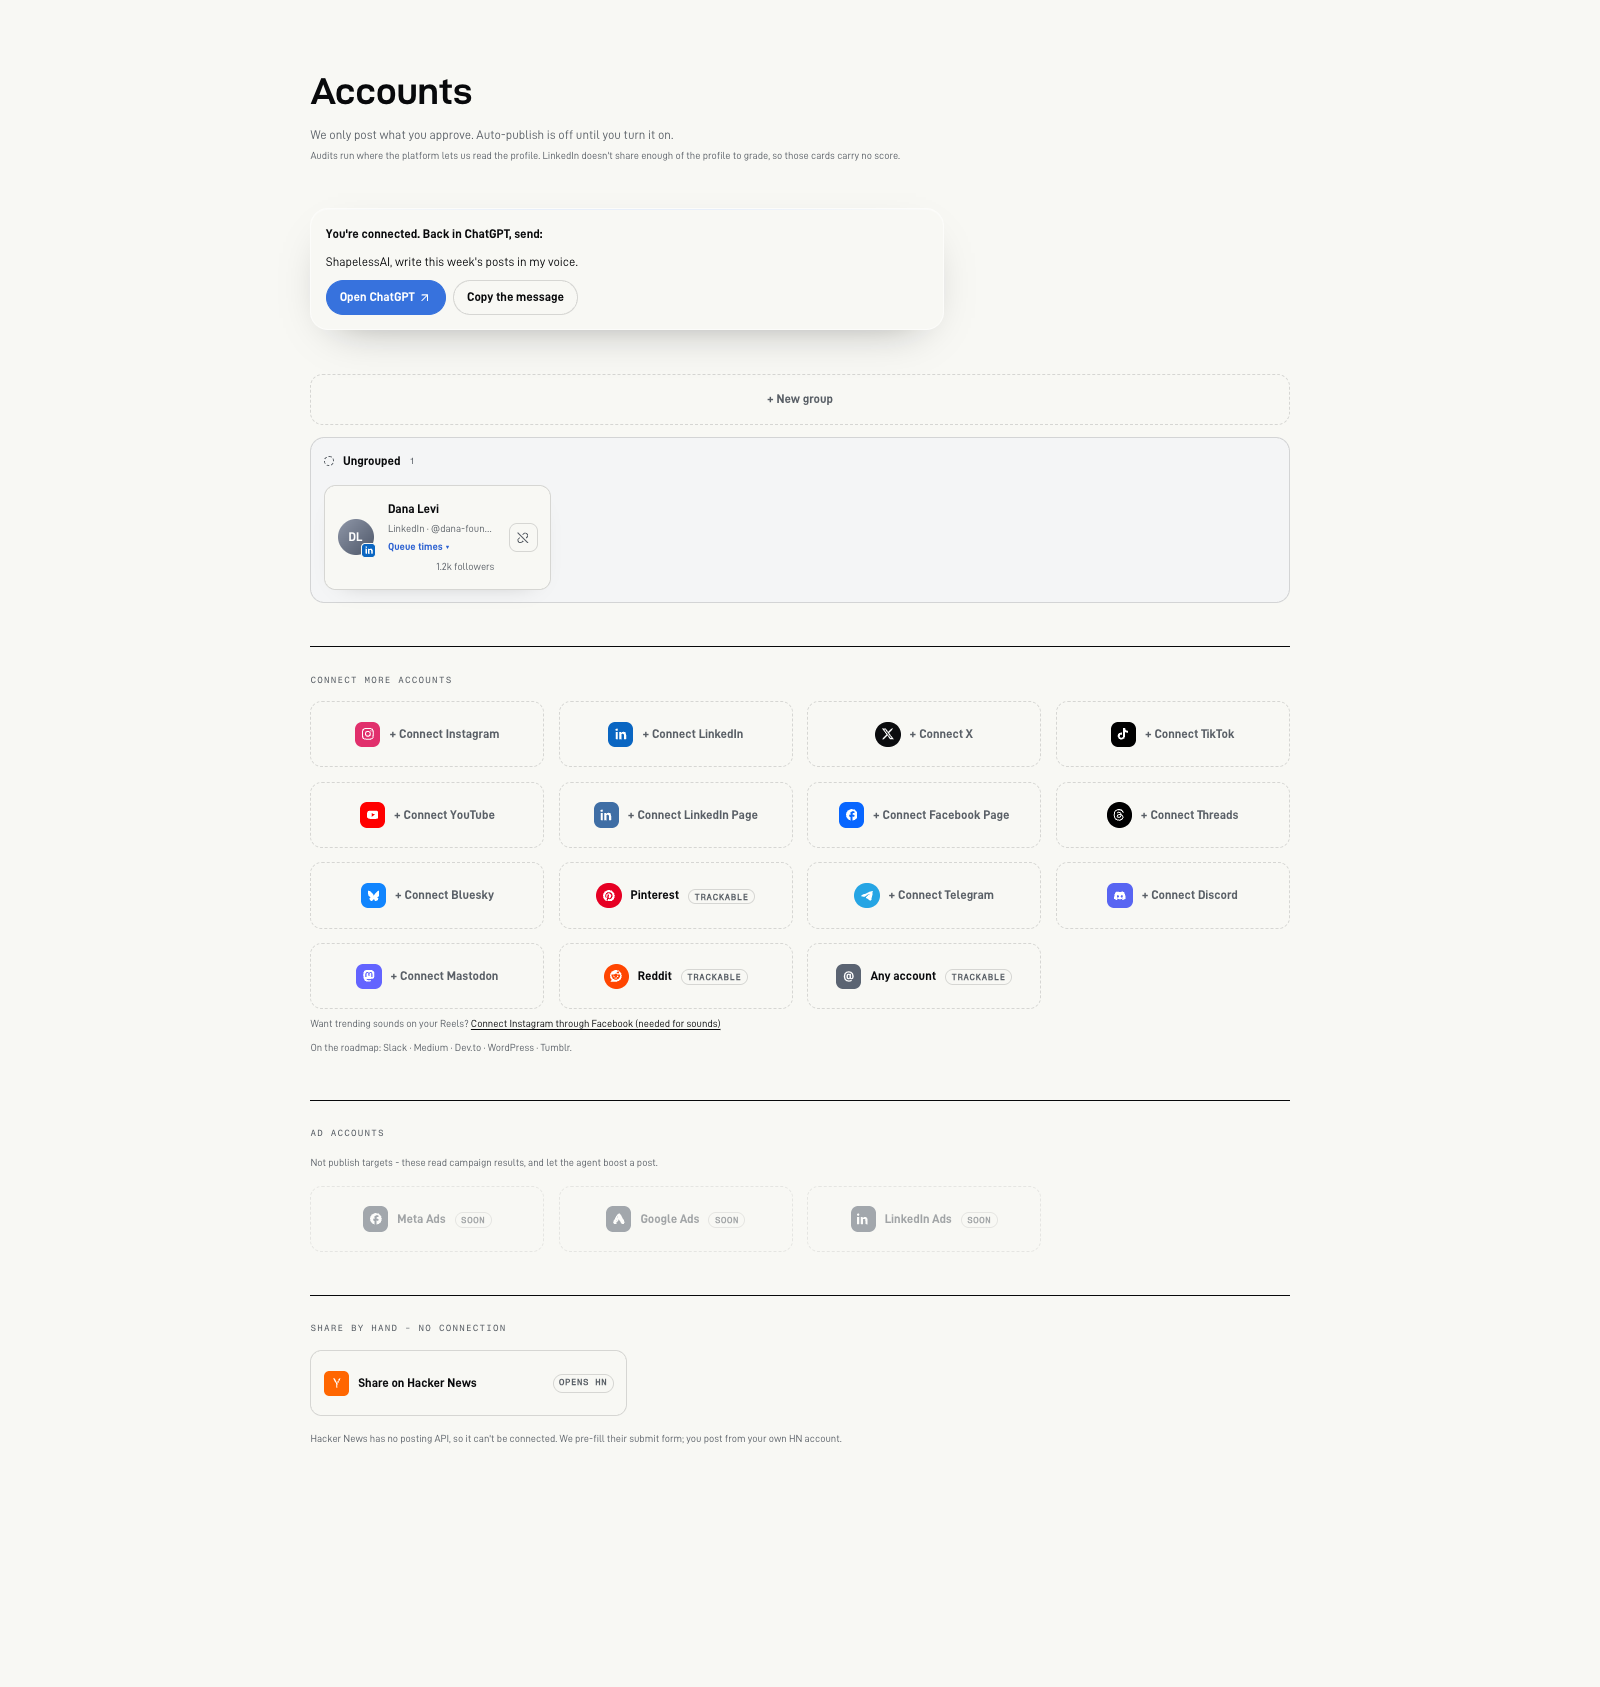 Accounts
We only post what you approve. Auto-publish is off until you turn it on.
Audits run where the platform lets us read the profile. LinkedIn doesn't share enough of the profile to grade, so those cards carry no score.
You're connected. Back in ChatGPT, send:
ShapelessAI, write this week's posts in my voice.
Open ChatGPT
Copy the message
+ New group
Ungrouped 1
DL
in
Dana Levi
LinkedIn · @dana-foun...
Queue times
1.2k followers
CONNECT MORE ACCOUNTS
+ Connect Instagram
in + Connect LinkedIn
+ Connect X
+ Connect TikTok
+ Connect YouTube
in + Connect LinkedIn Page
+ Connect Facebook Page
+ Connect Threads
+ Connect Bluesky
Pinterest TRACKABLE
+ Connect Telegram
+ Connect Discord
+ Connect Mastodon
Reddit TRACKABLE
@ Any account TRACKABLE
Want trending sounds on your Reels? Connect Instagram through Facebook (needed for sounds)
On the roadmap: Slack · Medium · Dev.to · WordPress · Tumblr.
AD ACCOUNTS
Not publish targets - these read campaign results, and let the agent boost a post.
Meta Ads SOON
Google Ads SOON
in LinkedIn Ads SOON
SHARE BY HAND - NO CONNECTION
Y Share on Hacker News OPENS HN
Hacker News has no posting API, so it can't be connected. We pre-fill their submit form; you post from your own HN account.